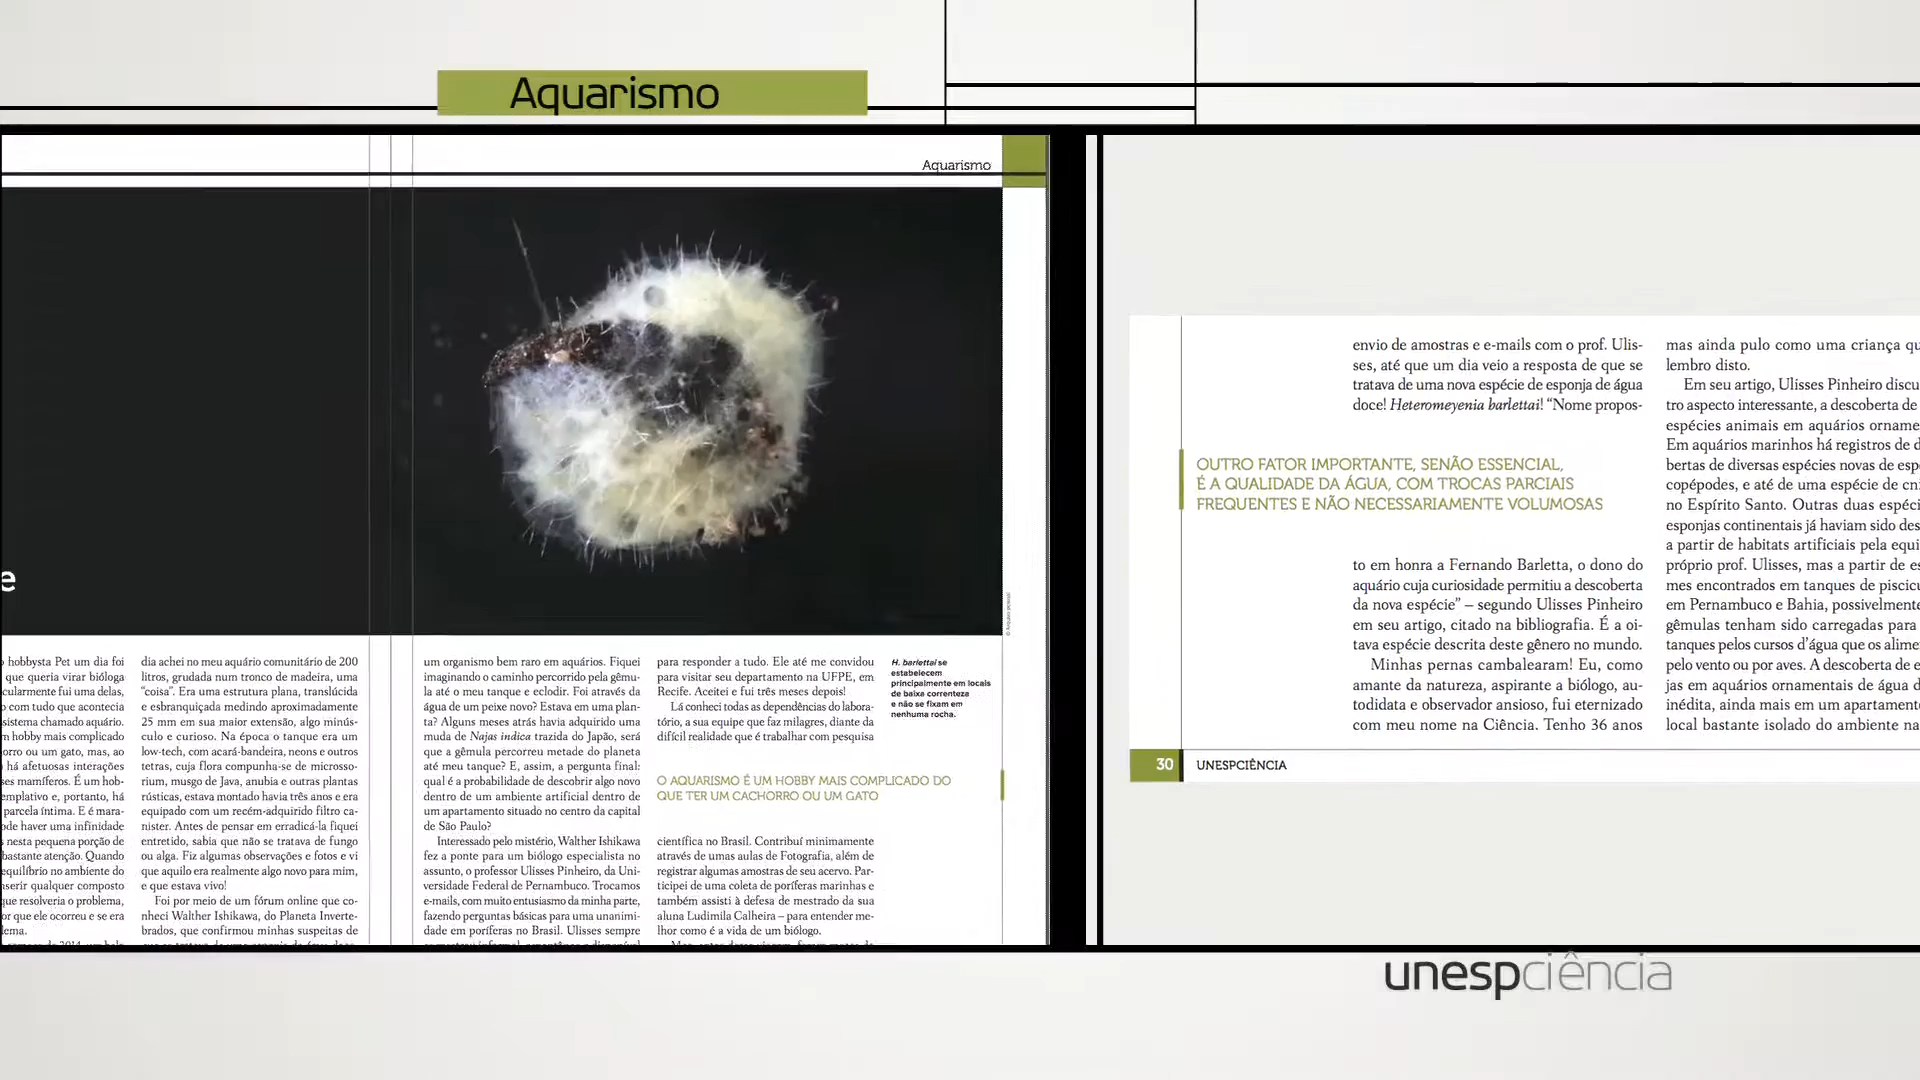 Aquarismo
Aquarismo
e
hobbysta Pet um dia foi
que queria virar bióloga
cularmente fui uma delas,
com tudo que acontecia
sistema chamado aquário.
m hobby mais complicado
orro ou um gato, mas, ao
há afetuosas interações
ses mamíferos. É um hob-
emplativo e, portanto, há
parcela íntima. E é mara-
ode haver uma infinidade
nesta pequena porção de
bastante atenção. Quando
equilíbrio no ambiente do
nserir qualquer composto
que resolveria o problema,
or que ele ocorreu e se era
lema.
dia achei no meu aquário comunitário de 200
litros, grudada num tronco de madeira, uma
“coisa”. Era uma estrutura plana, translúcida
e esbranquiçada medindo aproximadamente
25 mm em sua maior extensão, algo minús-
culo e curioso. Na época o tanque era um
low-tech, com acará-bandeira, neons e outros
tetras, cuja flora compunha-se de microsso-
rium, musgo de Java, anubia e outras plantas
rústicas, estava montado havia três anos e era
equipado com um recém-adquirido filtro ca-
nister. Antes de pensar em erradicá-la fiquei
entretido, sabia que não se tratava de fungo
ou alga. Fiz algumas observações e fotos e vi
que aquilo era realmente algo novo para mim,
e que estava vivo!
Foi por meio de um fórum online que co-
nheci Walther Ishikawa, do Planeta Inverte-
brados, que confirmou minhas suspeitas de
um organismo bem raro em aquários. Fiquei
imaginando o caminho percorrido pela gêmu-
la até o meu tanque e eclodir. Foi através da
água de um peixe novo? Estava em uma plan-
ta? Alguns meses atrás havia adquirido uma
muda de Najas indica trazida do Japão, será
que a gêmula percorreu metade do planeta
até meu tanque? E, assim, a pergunta final:
qual é a probabilidade de descobrir algo novo
dentro de um ambiente artificial dentro de
um apartamento situado no centro da capital
de São Paulo?
Interessado pelo mistério, Walther Ishikawa
fez a ponte para um biólogo especialista no
assunto, o professor Ulisses Pinheiro, da Uni-
versidade Federal de Pernambuco. Trocamos
e-mails, com muito entusiasmo da minha parte,
fazendo perguntas básicas para uma unanimi-
dade em poríferas no Brasil. Ulisses sempre
para responder a tudo. Ele até me convidou
para visitar seu departamento na UFPE, em
Recife. Aceitei e fui três meses depois!
Lá conheci todas as dependências do labora-
tório, a sua equipe que faz milagres, diante da
difícil realidade que é trabalhar com pesquisa
O AQUARISMO É UM HOBBY MAIS COMPLICADO DO
QUE TER UM CACHORRO OU UM GATO
científica no Brasil. Contribuí minimamente
através de umas aulas de Fotografia, além de
registrar algumas amostras de seu acervo. Par-
ticipei de uma coleta de poríferas marinhas e
também assisti à defesa de mestrado da sua
aluna Ludimila Calheira – para entender me-
lhor como é a vida de um biólogo.
H. barlettai se
estabelecem
principalmente em locais
de baixa correnteza
e não se fixam em
nenhuma rocha.
envio de amostras e e-mails com o prof. Ulis-
ses, até que um dia veio a resposta de que se
tratava de uma nova espécie de esponja de água
doce! Heteromeyenia barlettai! “Nome propos-
OUTRO FATOR IMPORTANTE, SENÃO ESSENCIAL,
É A QUALIDADE DA ÁGUA, COM TROCAS PARCIAIS
FREQUENTES E NÃO NECESSARIAMENTE VOLUMOSAS
to em honra a Fernando Barletta, o dono do
aquário cuja curiosidade permitiu a descoberta
da nova espécie” – segundo Ulisses Pinheiro
em seu artigo, citado na bibliografia. É a oi-
tava espécie descrita deste gênero no mundo.
Minhas pernas cambalearam! Eu, como
amante da natureza, aspirante a biólogo, au-
todidata e observador ansioso, fui eternizado
com meu nome na Ciência. Tenho 36 anos
mas ainda pulo como uma criança qu
lembro disto.
Em seu artigo, Ulisses Pinheiro discu
tro aspecto interessante, a descoberta de
espécies animais em aquários orname
Em aquários marinhos há registros de d
bertas de diversas espécies novas de espo
copépodes, e até de uma espécie de cni
no Espírito Santo. Outras duas espéci
esponjas continentais já haviam sido des
a partir de habitats artificiais pela equi
próprio prof. Ulisses, mas a partir de es
mes encontrados em tanques de piscicu
em Pernambuco e Bahia, possivelmente
gêmulas tenham sido carregadas para
tanques pelos cursos d’água que os alime
pelo vento ou por aves. A descoberta de e
jas em aquários ornamentais de água d
inédita, ainda mais em um apartamento
local bastante isolado do ambiente na
30 UNESPCIÊNCIA
unespciência